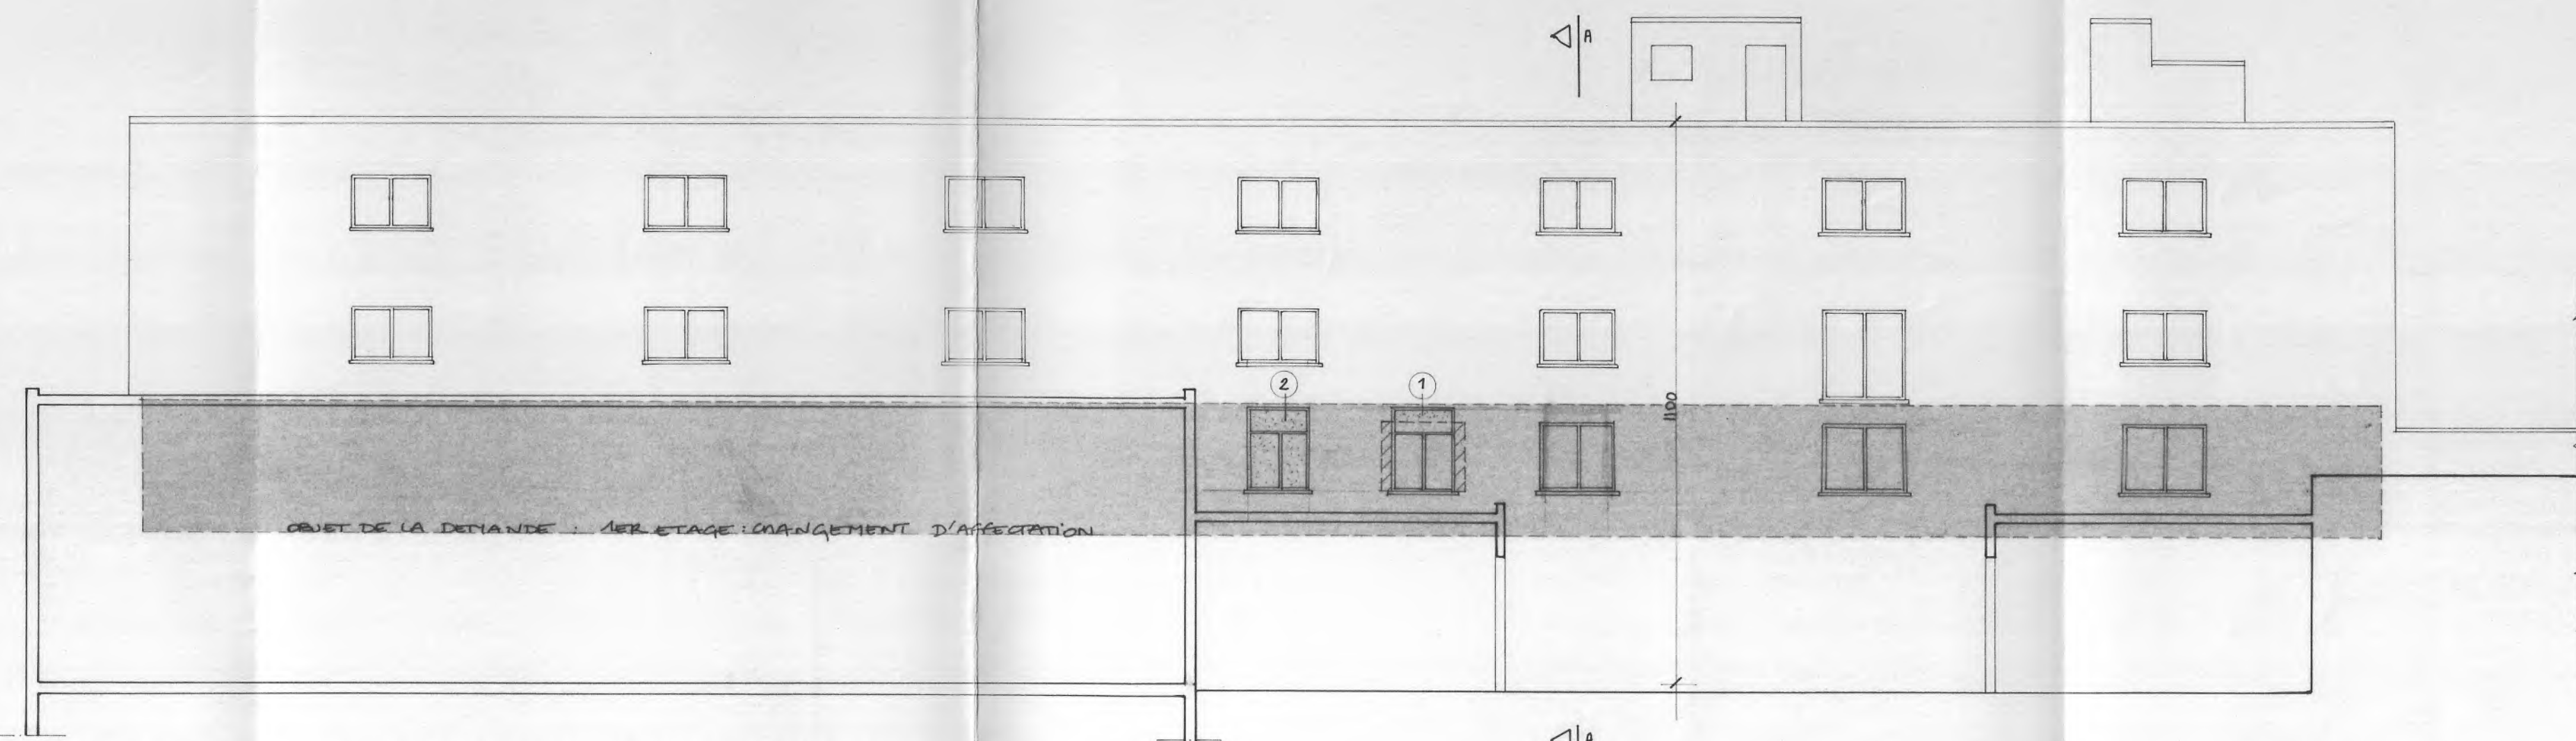 A
2
1
1100
OBJET DE LA DEMANDE : 1ER ETAGE : CHANGEMENT D'AFFECTATION
A